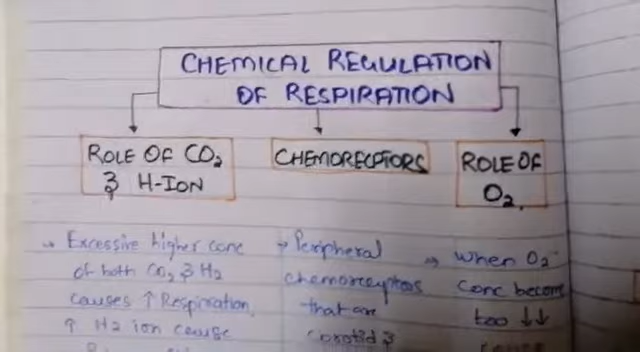 CHEMICAL REGULATION
OF RESPIRATION
ROLE OF CO2
& H-ION
CHEMORECPTORS
ROLE OF
O2.
→ Excessive higher conc
of both CO2 & H2
causes ↑ Respiration
↑ H2 ion cause
→ Peripheral
chemoreceptors
that are
→ when O2
conc become
too ↓↓